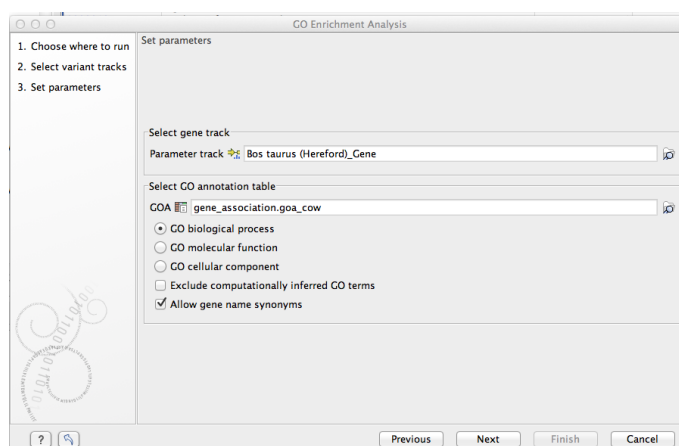 GO Enrichment Analysis
1. Choose where to run
2. Select variant tracks
3. Set parameters
Set parameters
Select gene track
Parameter track Bos taurus (Hereford)_Gene
Select GO annotation table
GOA gene_association.goa_cow
GO biological process
GO molecular function
GO cellular component
Exclude computationally inferred GO terms
Allow gene name synonyms
? Previous Next Finish Cancel